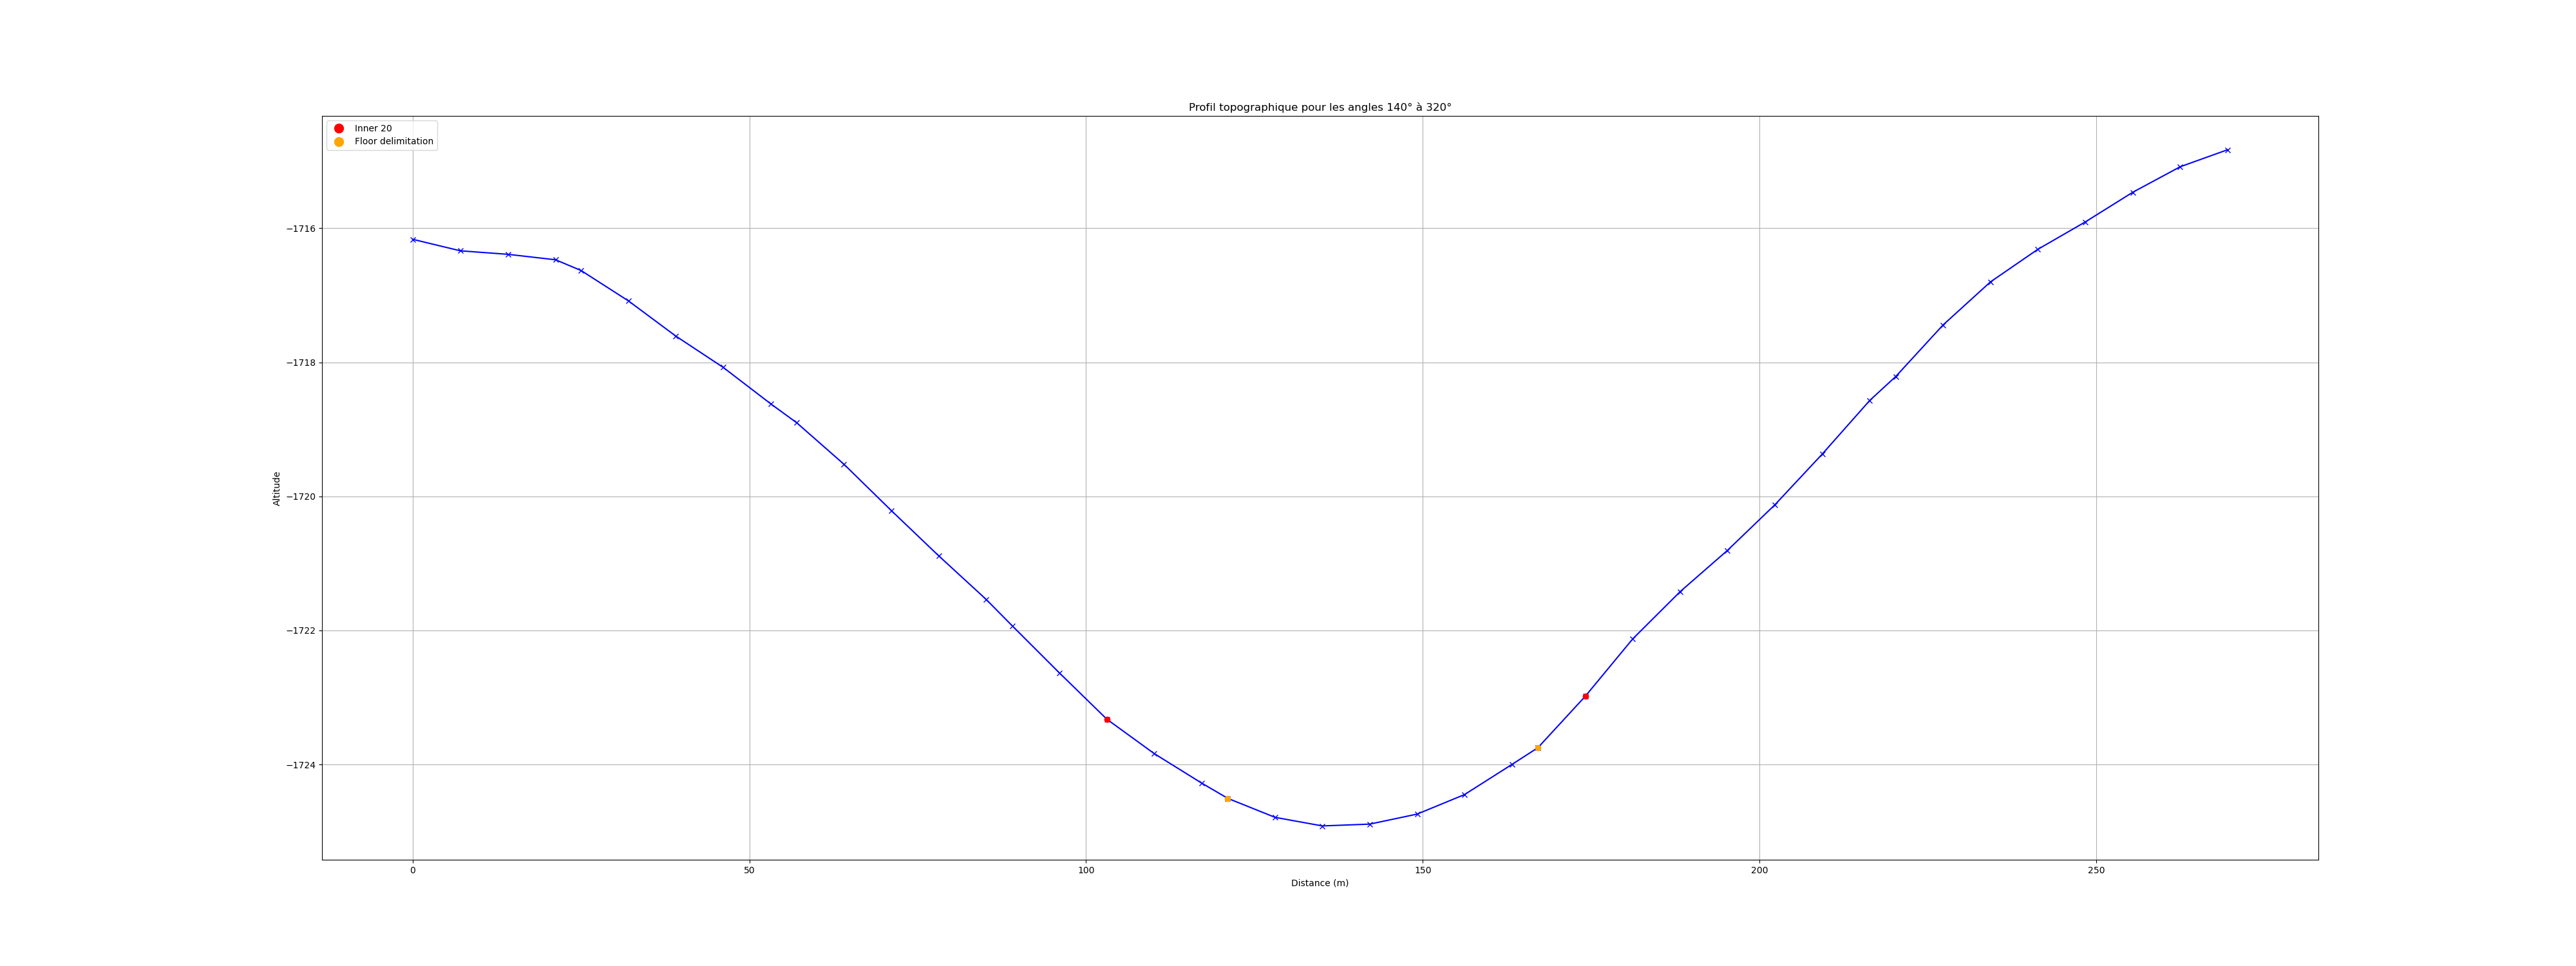 Profil topographique pour les angles 140° à 320°
Inner 20
Floor delimitation
Altitude
−1716
−1718
−1720
−1722
−1724
0 50 100 150 200 250
Distance (m)